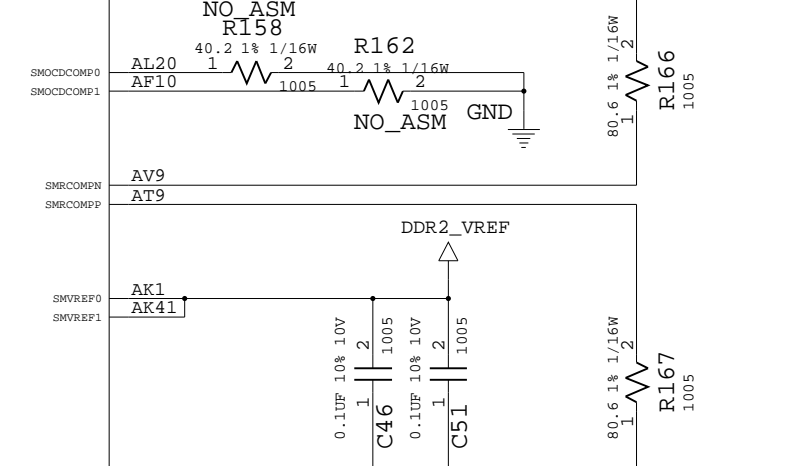 NO_ASM
R158
40.2 1% 1/16W
1
2
1005
R162
40.2 1% 1/16W
1
2
1005
NO_ASM
GND
SMOCDCOMP0
AL20
SMOCDCOMP1
AF10
80.6 1% 1/16W
2
1
R166
1005
SMRCOMPN
AV9
SMRCOMPP
AT9
DDR2_VREF
SMVREF0
AK1
SMVREF1
AK41
0.1UF 10% 10V
2
1
1005
C46
0.1UF 10% 10V
2
1
1005
C51
80.6 1% 1/16W
2
1
R167
1005